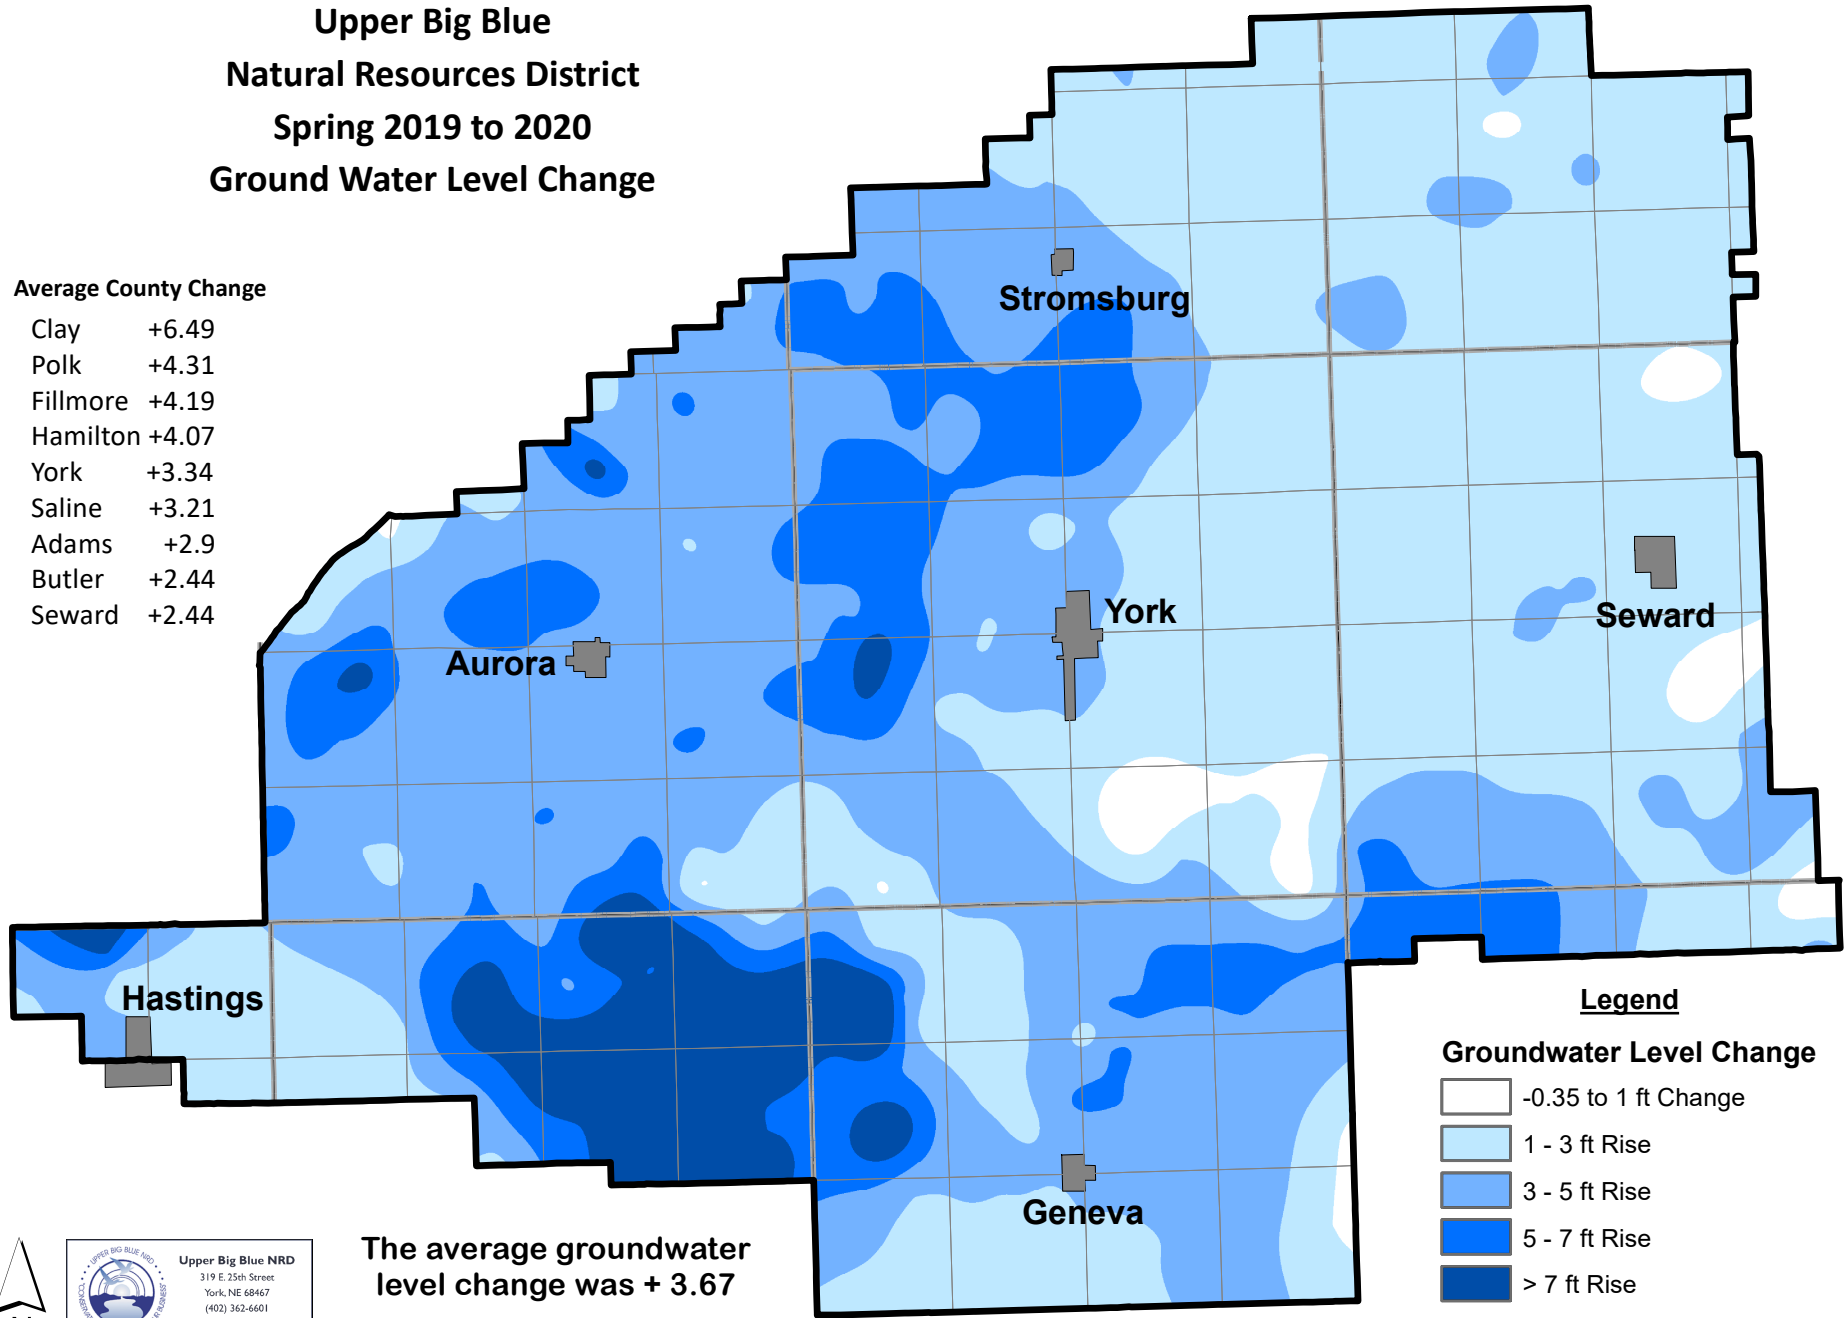 Upper Big Blue
Natural Resources District
Spring 2019 to 2020
Ground Water Level Change
Average County Change
Clay +6.49
Polk +4.31
Fillmore +4.19
Hamilton +4.07
York +3.34
Saline +3.21
Adams +2.9
Butler +2.44
Seward +2.44
Stromsburg
York
Seward
Aurora
Hastings
Geneva
Legend
Groundwater Level Change
-0.35 to 1 ft Change
1 - 3 ft Rise
3 - 5 ft Rise
5 - 7 ft Rise
> 7 ft Rise
The average groundwater
level change was + 3.67
UPPER BIG BLUE NRD
Upper Big Blue NRD
319 E. 25th Street
York, NE 68467
(402) 362-6601